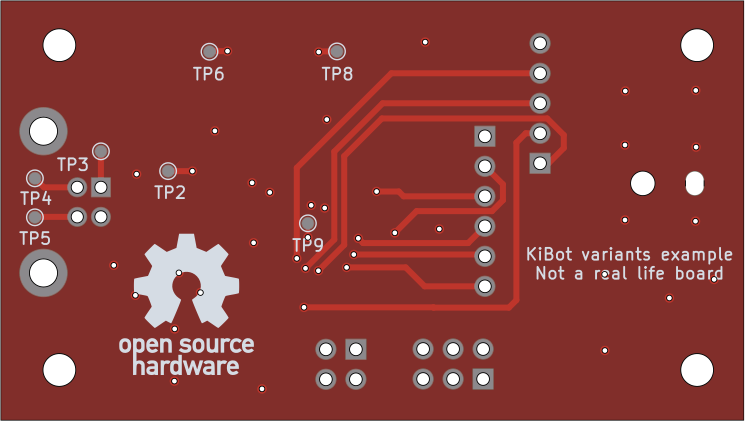 TP6
TP8
TP3
TP2
TP4
TP5
TP9
KiBot variants example
Not a real life board
open source
hardware